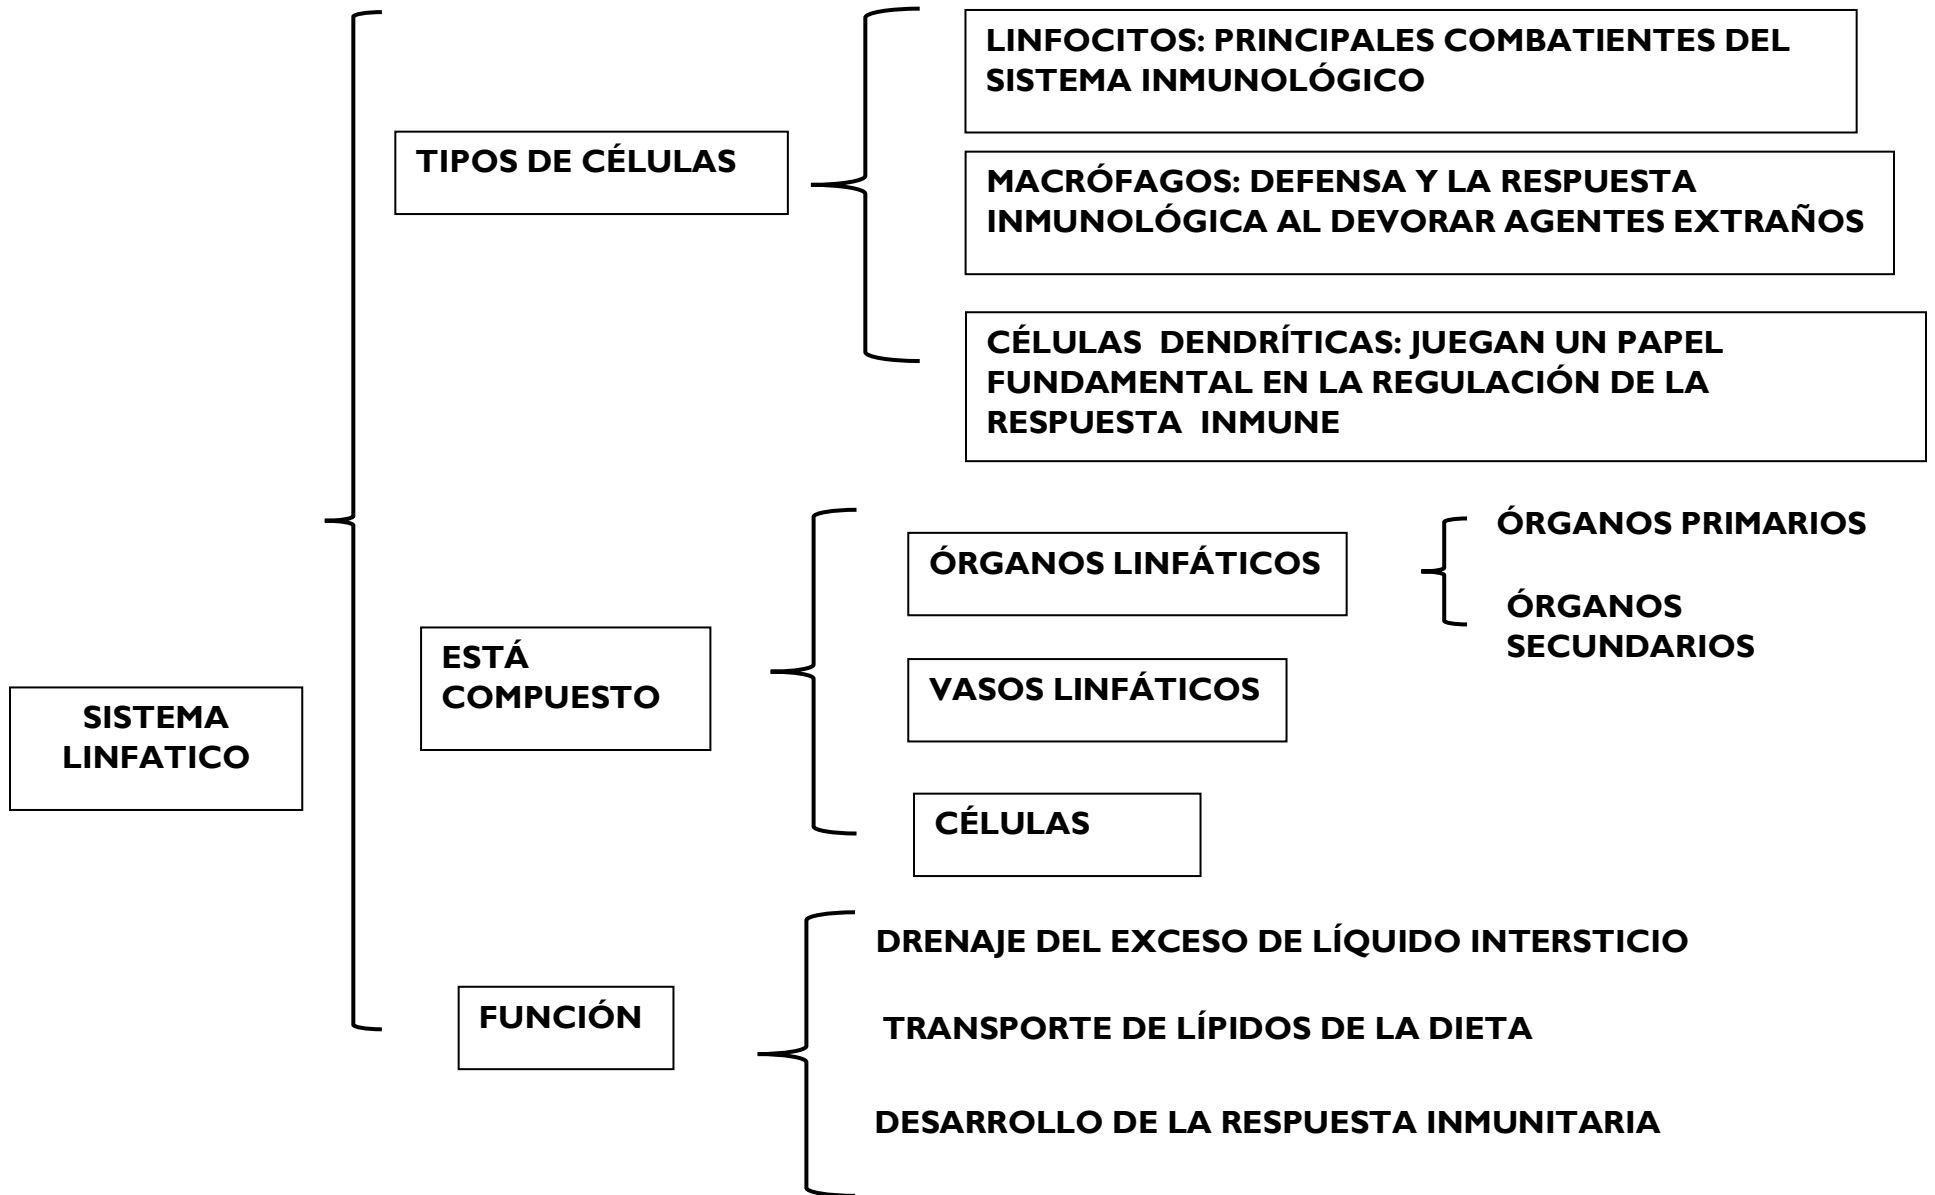 LINFOCITOS: PRINCIPALES COMBATIENTES DEL
SISTEMA INMUNOLÓGICO
TIPOS DE CÉLULAS
MACRÓFAGOS: DEFENSA Y LA RESPUESTA
INMUNOLÓGICA AL DEVORAR AGENTES EXTRAÑOS
CÉLULAS DENDRÍTICAS: JUEGAN UN PAPEL
FUNDAMENTAL EN LA REGULACIÓN DE LA
RESPUESTA INMUNE
SISTEMA
LINFATICO
ESTÁ
COMPUESTO
ÓRGANOS LINFÁTICOS
ÓRGANOS PRIMARIOS
ÓRGANOS
SECUNDARIOS
VASOS LINFÁTICOS
CÉLULAS
FUNCIÓN
DRENAJE DEL EXCESO DE LÍQUIDO INTERSTICIO
TRANSPORTE DE LÍPIDOS DE LA DIETA
DESARROLLO DE LA RESPUESTA INMUNITARIA